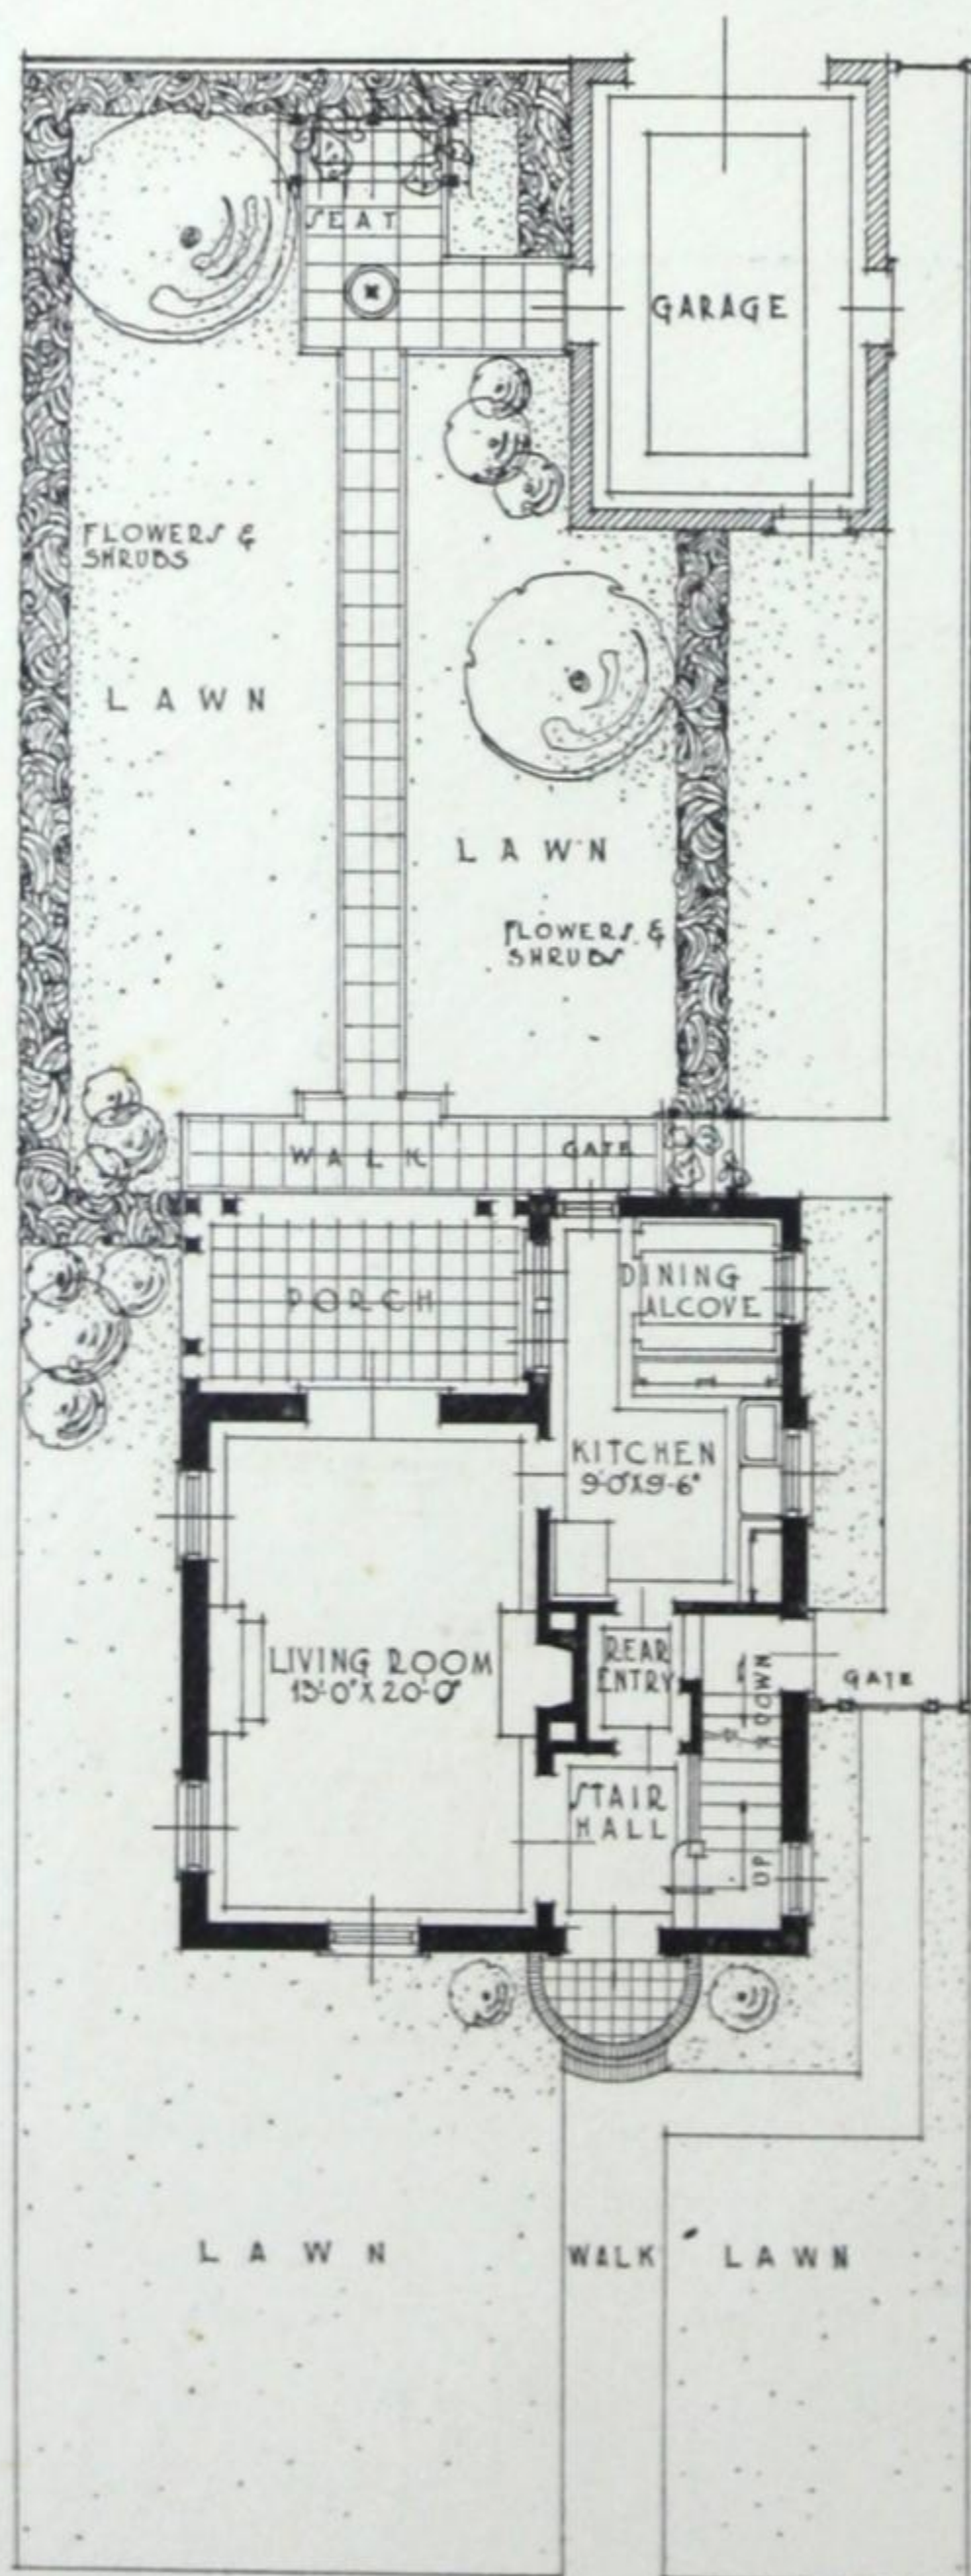 SEAT
GARAGE
FLOWERS &
SHRUBS
LAWN
LAWN
FLOWERS &
SHRUBS
WALK
GATE
PORCH
DINING
ALCOVE
KITCHEN
9'-0"X9'-6"
LIVING ROOM
13'-0"X20'-0"
REAR
ENTRY
DOWN
GATE
STAIR
HALL
UP
LAWN
WALK
LAWN